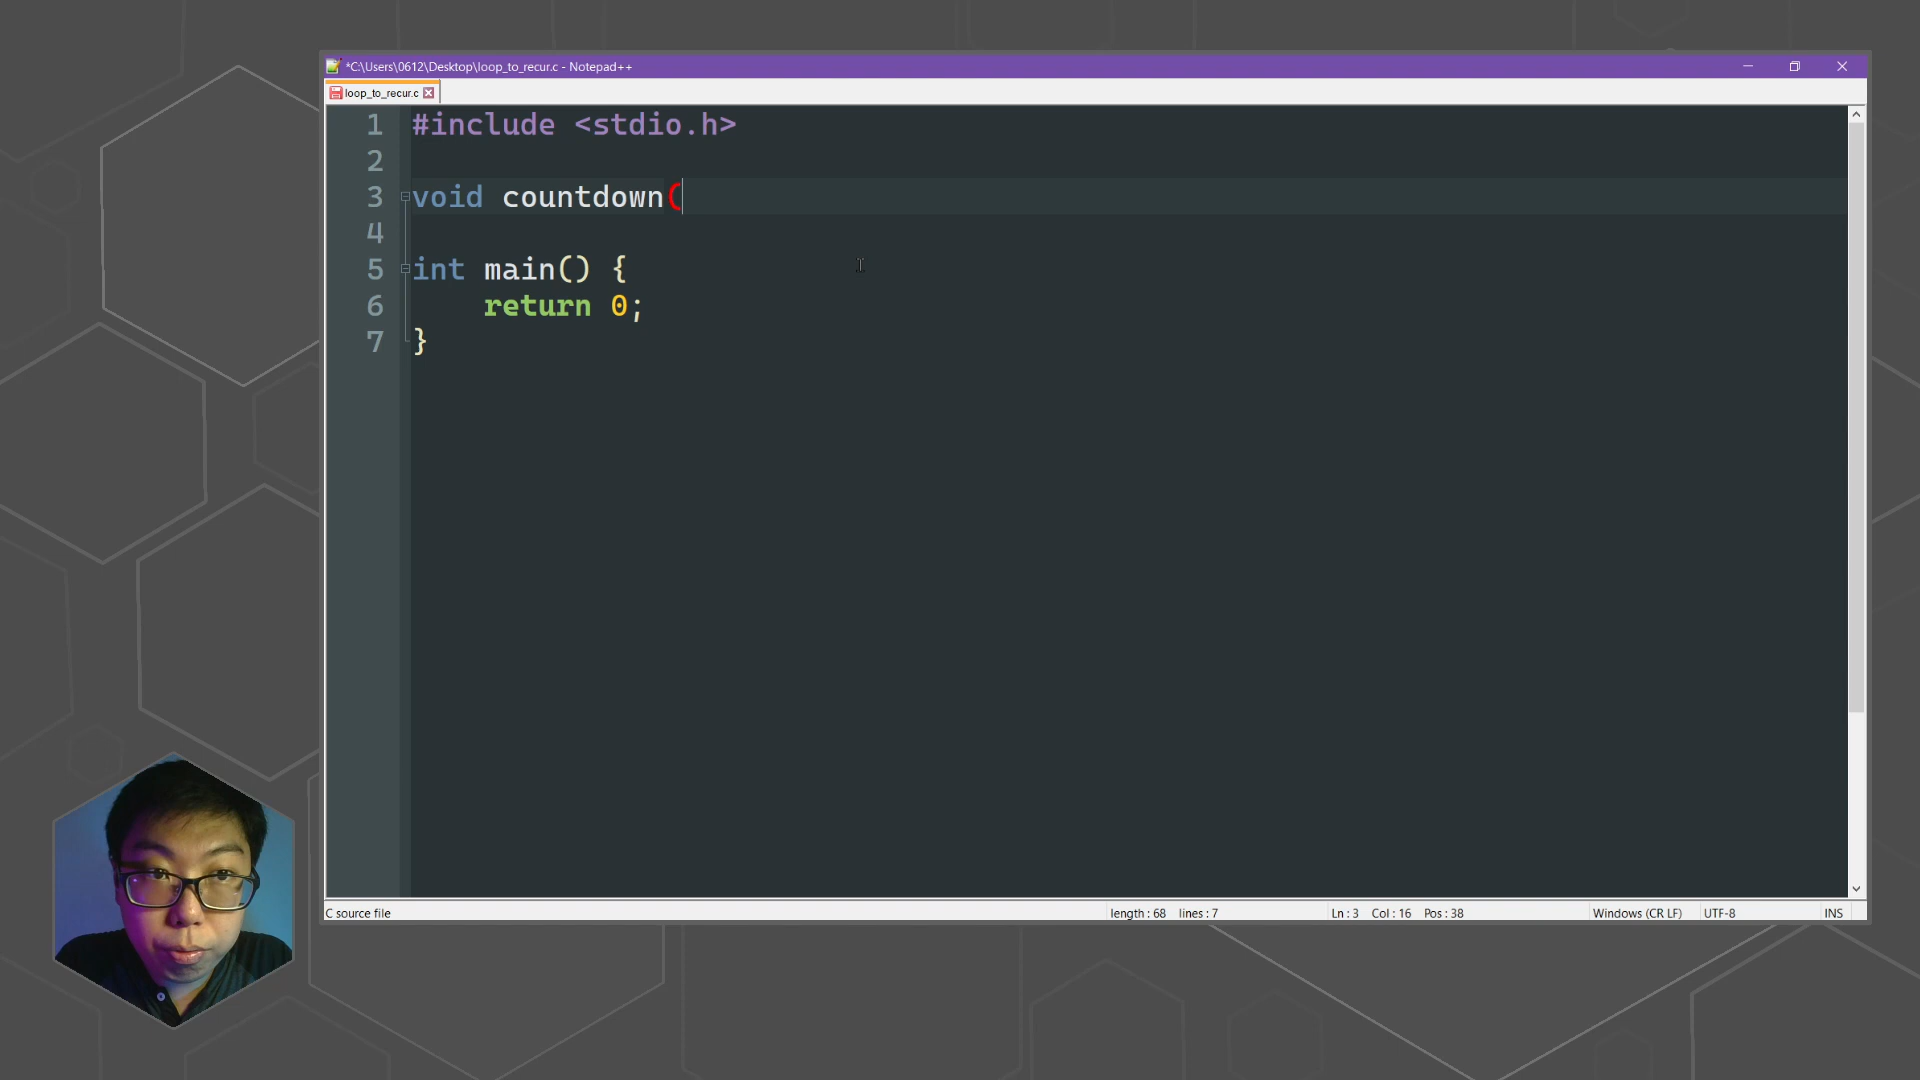 *C:\Users\0612\Desktop\loop_to_recur.c - Notepad++
loop_to_recur.c
1 #include <stdio.h>
2
3 void countdown(
4
5 int main() {
6 return 0;
7 }
C source file length : 68 lines : 7 Ln : 3 Col : 16 Pos : 38 Windows (CR LF) UTF-8 INS